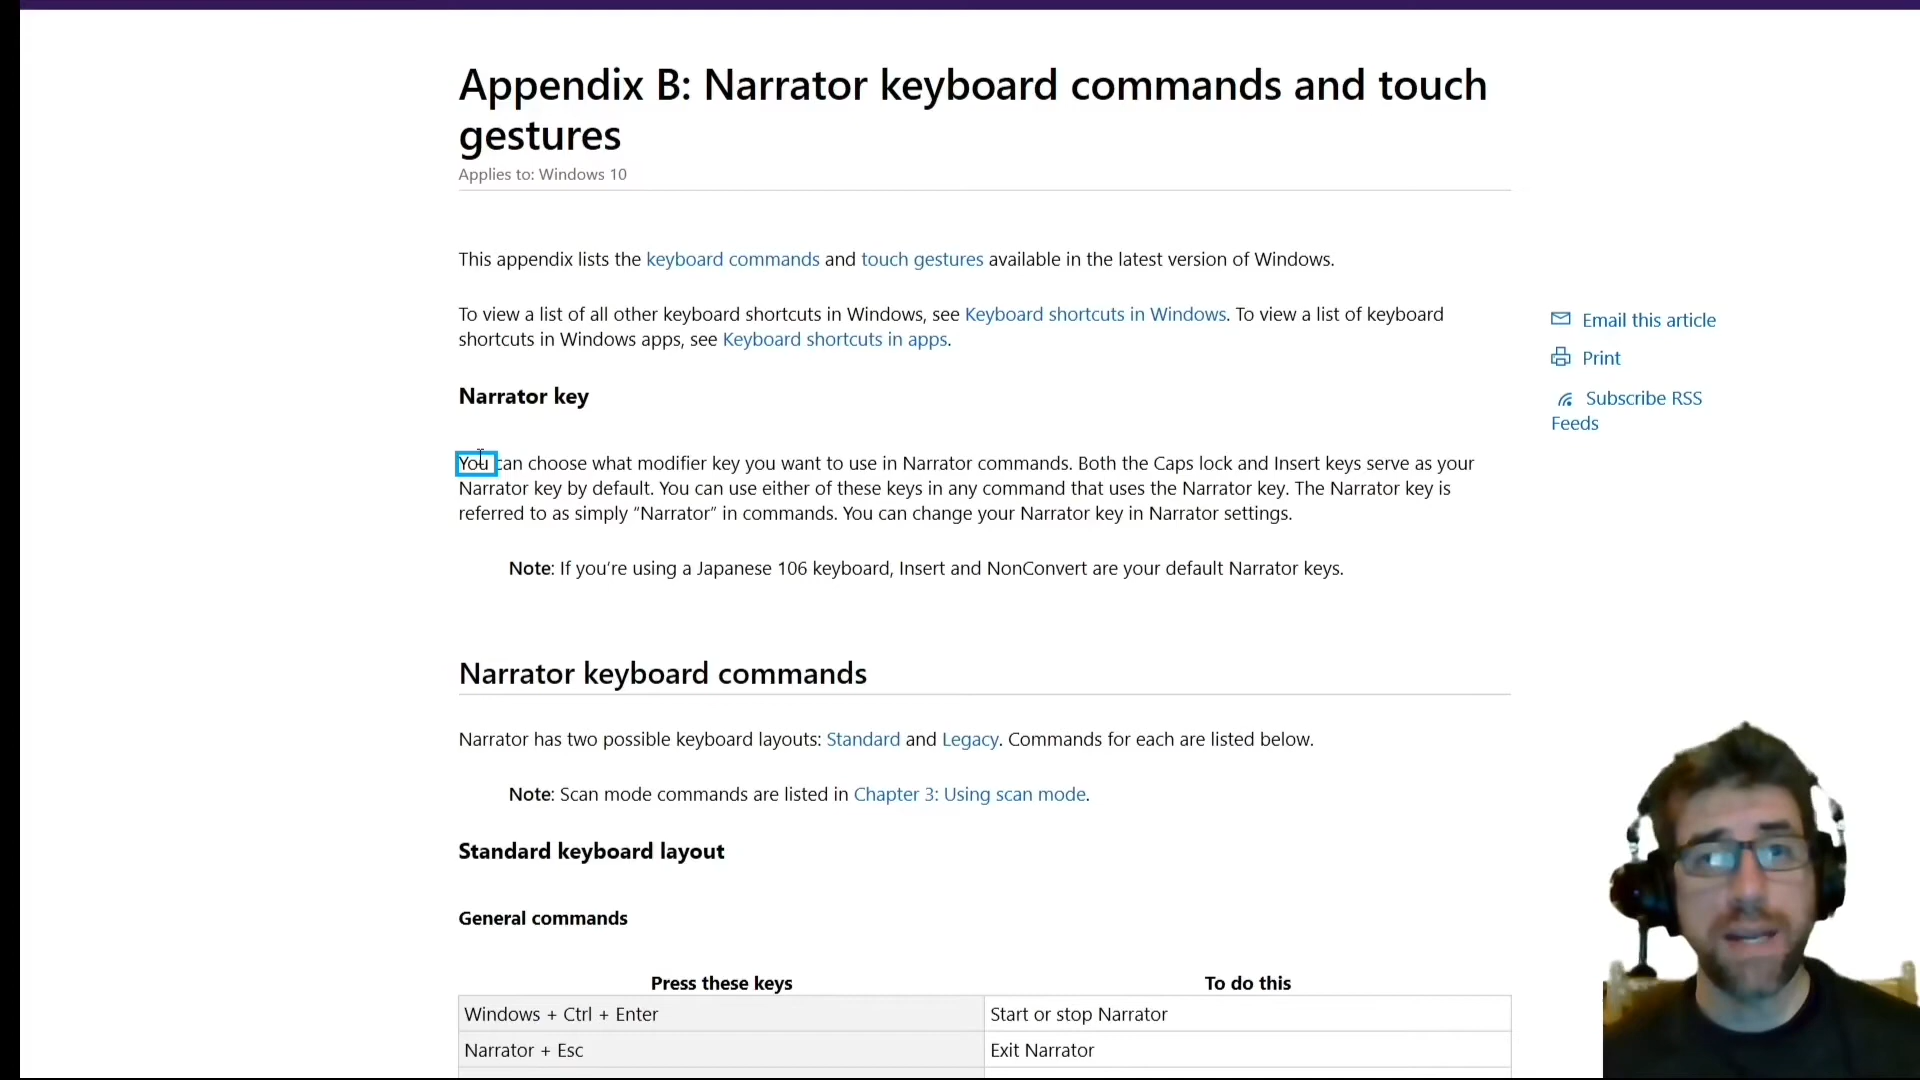 Appendix B: Narrator keyboard commands and touch
gestures
Applies to: Windows 10
This appendix lists the keyboard commands and touch gestures available in the latest version of Windows.
To view a list of all other keyboard shortcuts in Windows, see Keyboard shortcuts in Windows. To view a list of keyboard
shortcuts in Windows apps, see Keyboard shortcuts in apps.
Email this article
Print
Subscribe RSS
Feeds
Narrator key
You can choose what modifier key you want to use in Narrator commands. Both the Caps lock and Insert keys serve as your
Narrator key by default. You can use either of these keys in any command that uses the Narrator key. The Narrator key is
referred to as simply “Narrator” in commands. You can change your Narrator key in Narrator settings.
Note: If you’re using a Japanese 106 keyboard, Insert and NonConvert are your default Narrator keys.
Narrator keyboard commands
Narrator has two possible keyboard layouts: Standard and Legacy. Commands for each are listed below.
Note: Scan mode commands are listed in Chapter 3: Using scan mode.
Standard keyboard layout
General commands
Press these keys To do this
Windows + Ctrl + Enter Start or stop Narrator
Narrator + Esc Exit Narrator